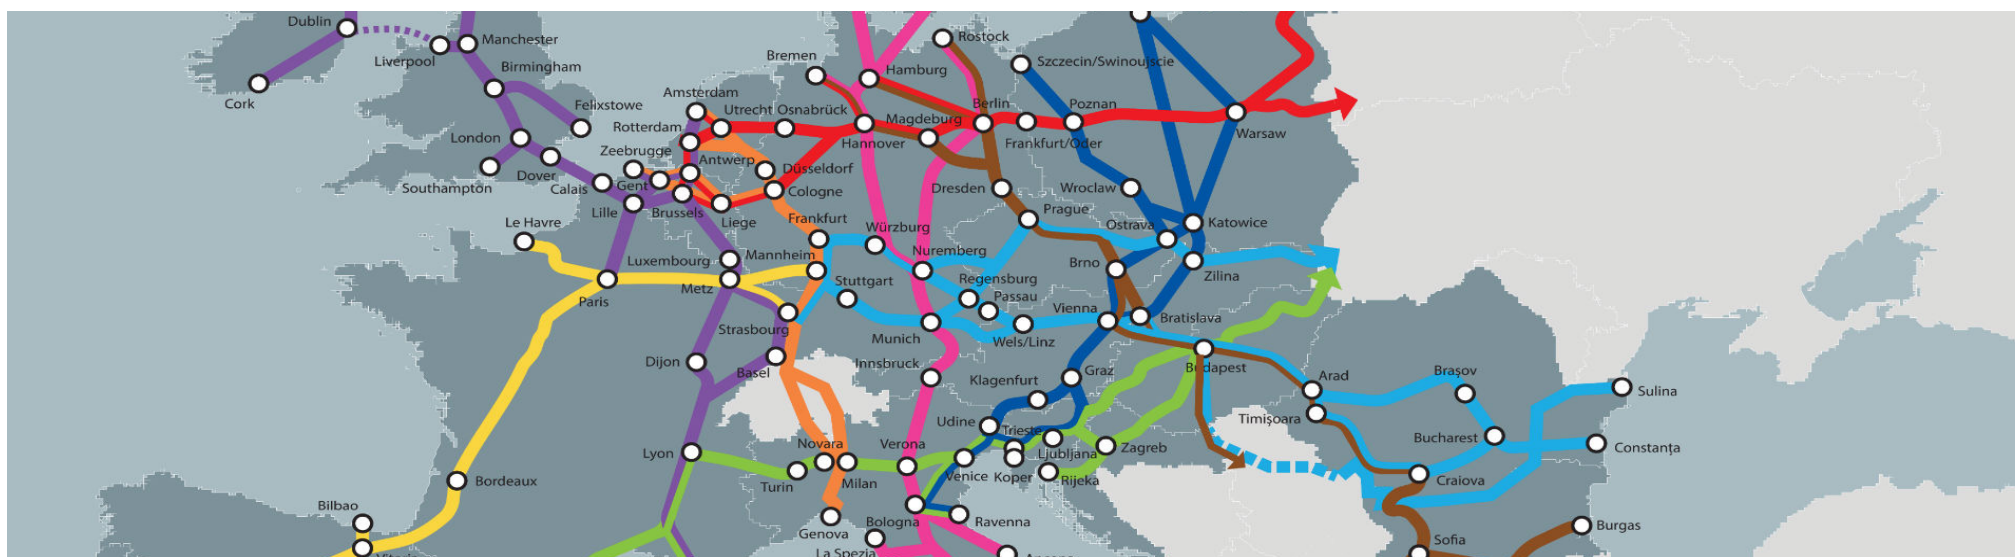 Dublin
Manchester
Liverpool
Rostock
Bremen
Hamburg
Szczecin/Swinoujscie
Birmingham
Cork
Felixstowe
Amsterdam
Utrecht
Osnabrück
Berlin
Poznan
Rotterdam
Magdeburg
Warsaw
London
Hannover
Frankfurt/Oder
Zeebrugge
Antwerp
Düsseldorf
Dover
Southampton
Calais
Gent
Cologne
Dresden
Wroclaw
Lille
Brussels
Liege
Prague
Le Havre
Frankfurt
Würzburg
Ostrava
Katowice
Luxembourg
Mannheim
Nuremberg
Brno
Zilina
Metz
Stuttgart
Regensburg
Paris
Passau
Vienna
Bratislava
Strasbourg
Munich
Wels/Linz
Dijon
Basel
Innsbruck
Budapest
Klagenfurt
Graz
Arad
Braşov
Sulina
Timişoara
Udine
Trieste
Bucharest
Novara
Verona
Ljubljana
Zagreb
Constanţa
Lyon
Turin
Milan
Venice
Koper
Rijeka
Craiova
Bordeaux
Bilbao
Bologna
Ravenna
Burgas
Genova
Sofia
La Spezia